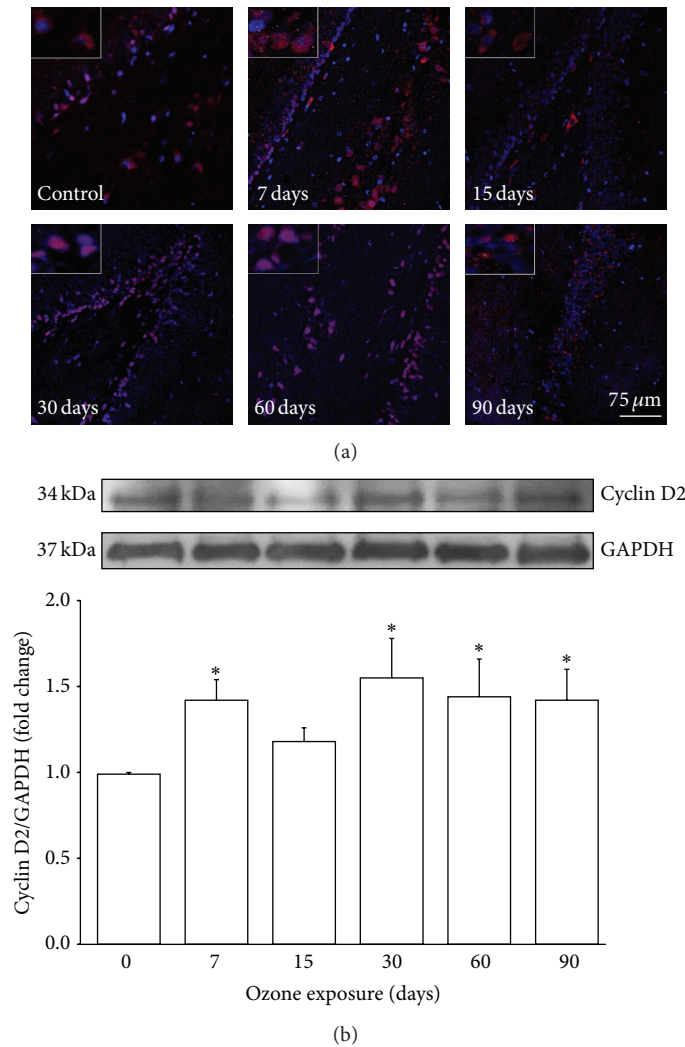 Control
7 days
15 days
30 days
60 days
90 days
75 μm
(a)
34 kDa
Cyclin D2
37 kDa
GAPDH
2.0
1.5
1.0
0.5
0.0
* * * *
Cyclin D2/GAPDH (fold change)
0 7 15 30 60 90
Ozone exposure (days)
(b)